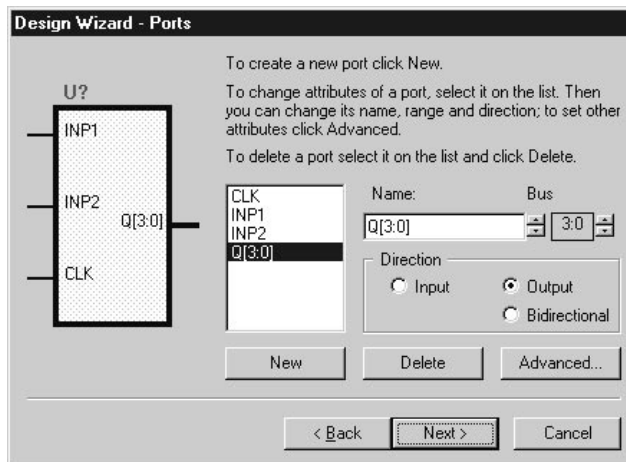 Design Wizard - Ports
To create a new port click New.
To change attributes of a port, select it on the list. Then
you can change its name, range and direction; to set other
attributes click Advanced.
To delete a port select it on the list and click Delete.
U?
INP1
INP2
Q[3:0]
CLK
CLK
INP1
INP2
Q[3:0]
Name:
Bus
Q[3:0]
3:0
Direction
Input
Output
Bidirectional
New
Delete
Advanced...
< Back
Next >
Cancel